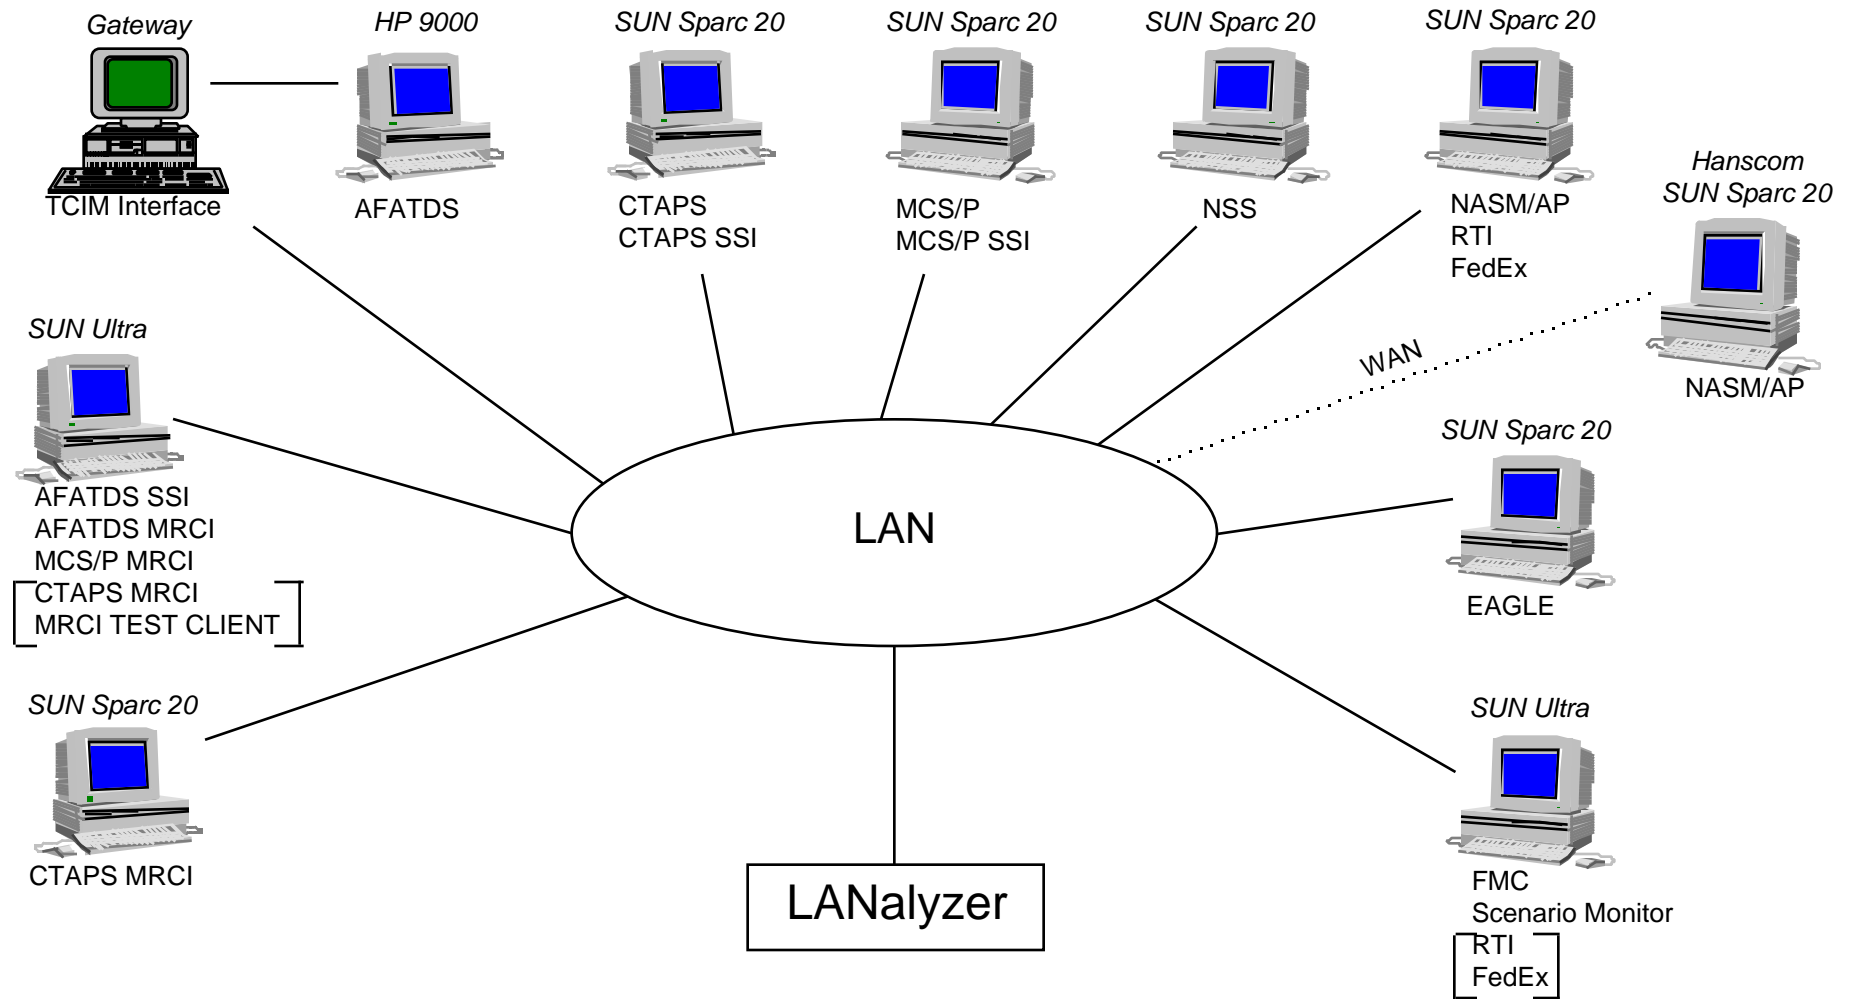 Gateway
TCIM Interface
HP 9000
AFATDS
SUN Sparc 20
CTAPS
CTAPS SSI
SUN Sparc 20
MCS/P
MCS/P SSI
SUN Sparc 20
NSS
SUN Sparc 20
NASM/AP
RTI
FedEx
Hanscom
SUN Sparc 20
NASM/AP
WAN
SUN Ultra
AFATDS SSI
AFATDS MRCI
MCS/P MRCI
CTAPS MRCI
MRCI TEST CLIENT
LAN
SUN Sparc 20
EAGLE
SUN Sparc 20
CTAPS MRCI
LANalyzer
SUN Ultra
FMC
Scenario Monitor
RTI
FedEx